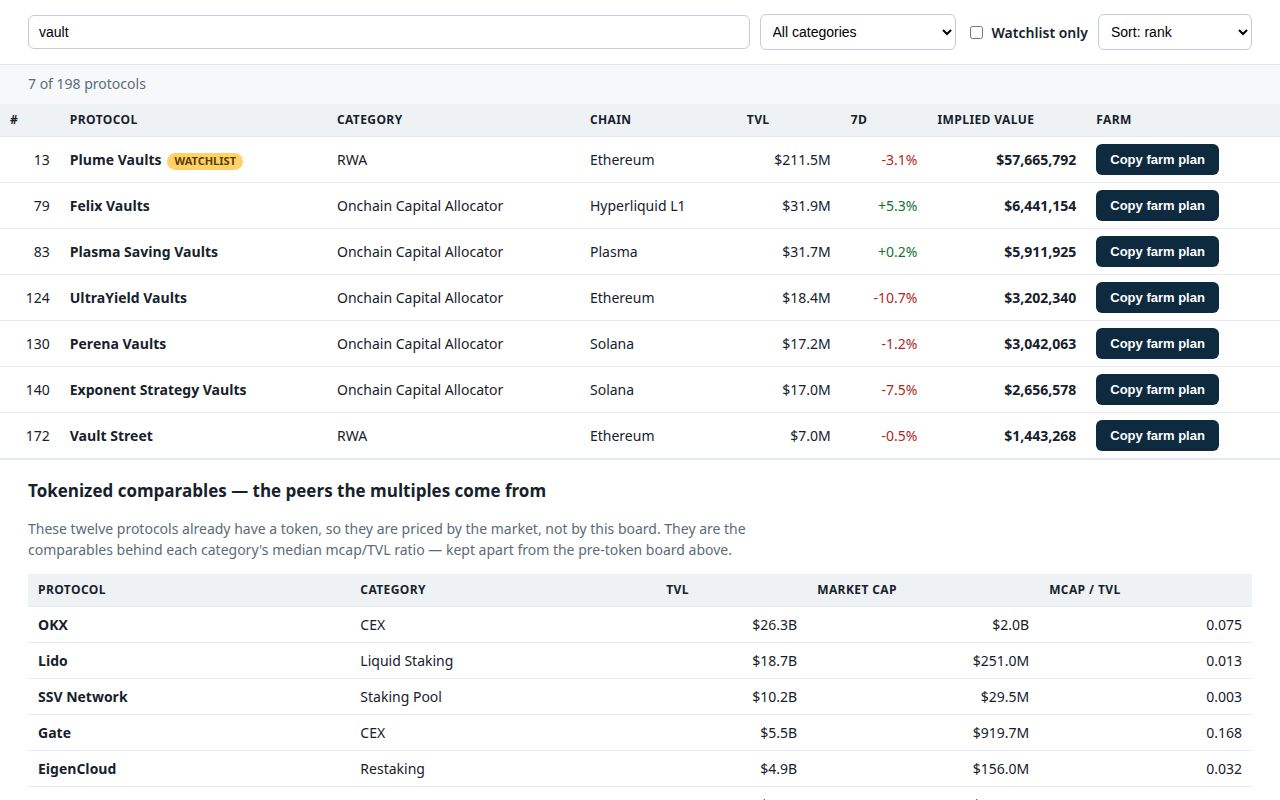 vault All categories Watchlist only Sort: rank
7 of 198 protocols
# PROTOCOL CATEGORY CHAIN TVL 7D IMPLIED VALUE FARM
13 Plume Vaults WATCHLIST RWA Ethereum $211.5M -3.1% $57,665,792 Copy farm plan
79 Felix Vaults Onchain Capital Allocator Hyperliquid L1 $31.9M +5.3% $6,441,154 Copy farm plan
83 Plasma Saving Vaults Onchain Capital Allocator Plasma $31.7M +0.2% $5,911,925 Copy farm plan
124 UltraYield Vaults Onchain Capital Allocator Ethereum $18.4M -10.7% $3,202,340 Copy farm plan
130 Perena Vaults Onchain Capital Allocator Solana $17.2M -1.2% $3,042,063 Copy farm plan
140 Exponent Strategy Vaults Onchain Capital Allocator Solana $17.0M -7.5% $2,656,578 Copy farm plan
172 Vault Street RWA Ethereum $7.0M -0.5% $1,443,268 Copy farm plan
Tokenized comparables — the peers the multiples come from
These twelve protocols already have a token, so they are priced by the market, not by this board. They are the
comparables behind each category's median mcap/TVL ratio — kept apart from the pre-token board above.
PROTOCOL CATEGORY TVL MARKET CAP MCAP / TVL
OKX CEX $26.3B $2.0B 0.075
Lido Liquid Staking $18.7B $251.0M 0.013
SSV Network Staking Pool $10.2B $29.5M 0.003
Gate CEX $5.5B $919.7M 0.168
EigenCloud Restaking $4.9B $156.0M 0.032